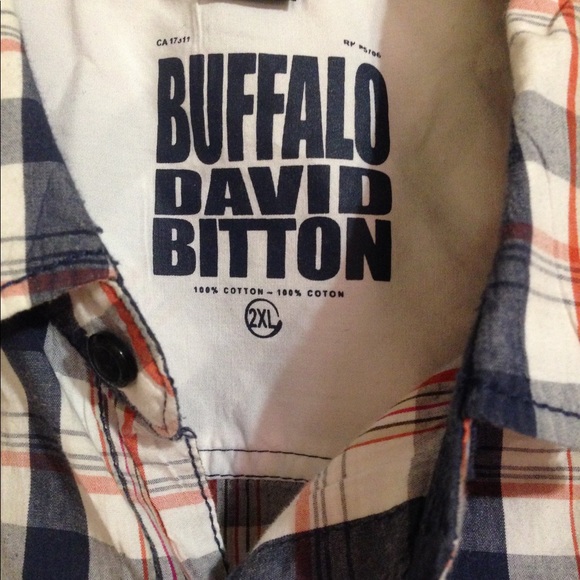 CA 17311
BUFFALO
DAVID
BITTON
100% COTTON – 100% COTON
2XL